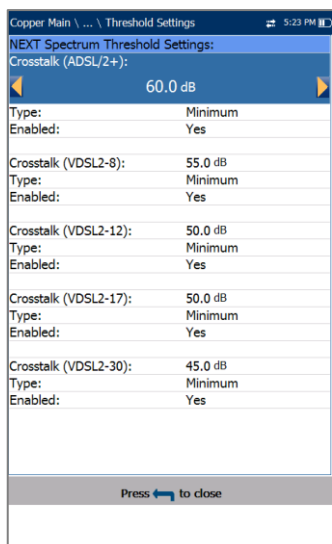 Copper Main \ ... \ Threshold Settings 5:23 PM
NEXT Spectrum Threshold Settings:
Crosstalk (ADSL/2+):
60.0 dB
Type: Minimum
Enabled: Yes
Crosstalk (VDSL2-8): 55.0 dB
Type: Minimum
Enabled: Yes
Crosstalk (VDSL2-12): 50.0 dB
Type: Minimum
Enabled: Yes
Crosstalk (VDSL2-17): 50.0 dB
Type: Minimum
Enabled: Yes
Crosstalk (VDSL2-30): 45.0 dB
Type: Minimum
Enabled: Yes
Press to close